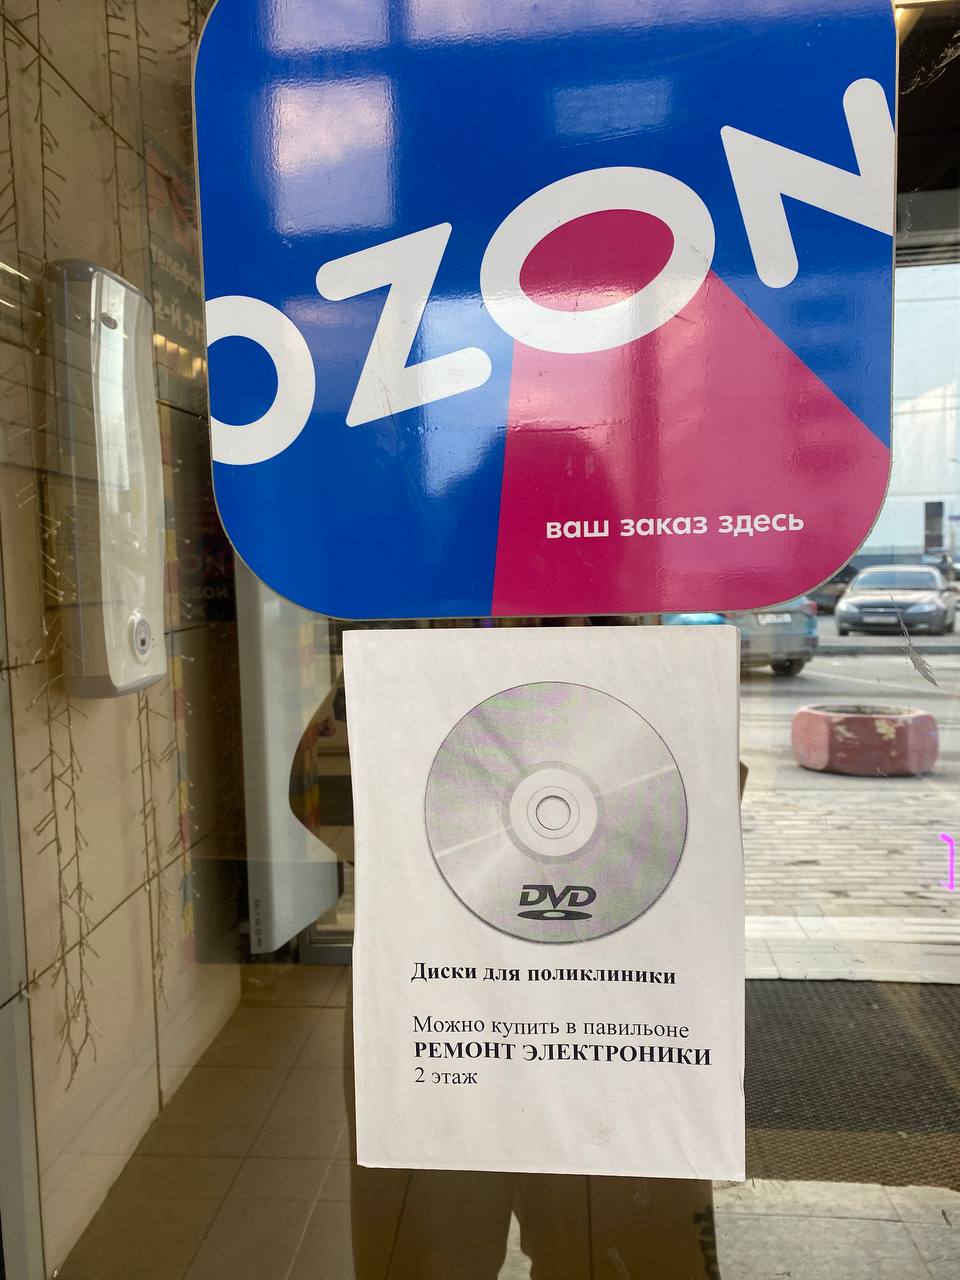 OZON
ваш заказ здесь
DVD
Диски для поликлиники
Можно купить в павильоне
РЕМОНТ ЭЛЕКТРОНИКИ
2 этаж